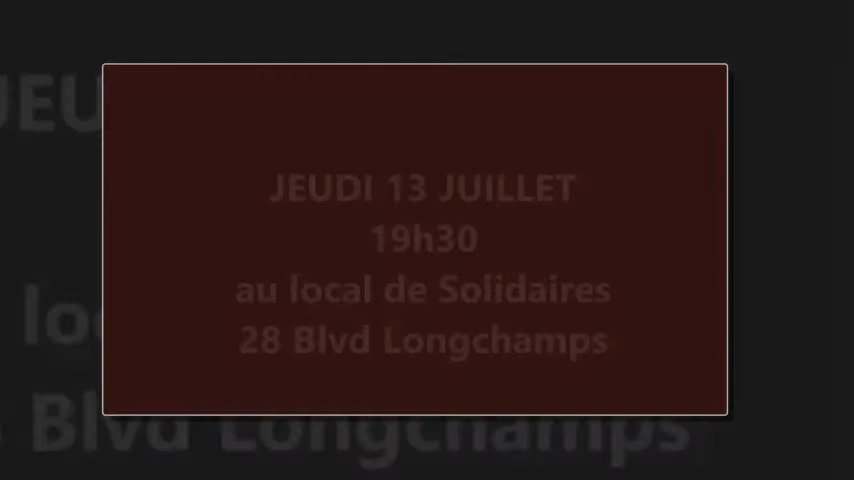 JEUDI 13 JUILLET
19h30
au local de Solidaires
28 Blvd Longchamps